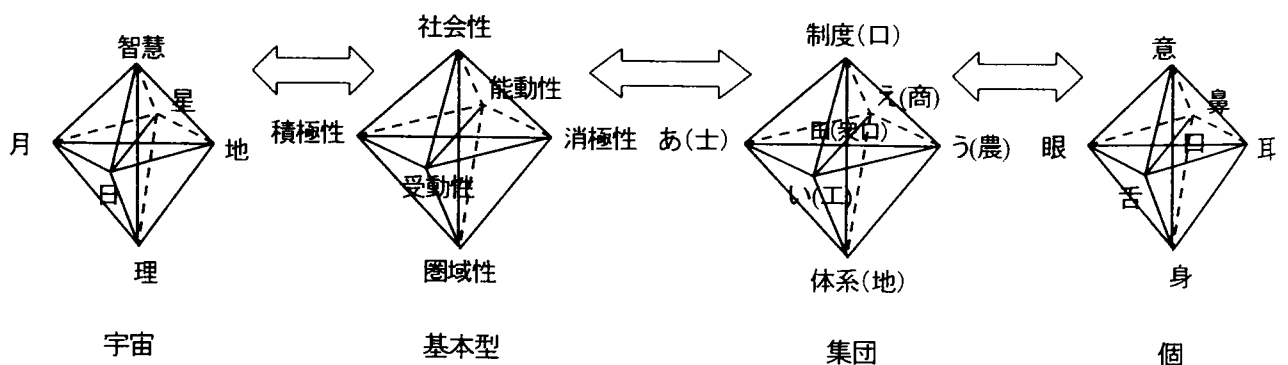 智慧
星
月
地
日
理
宇宙
社会性
能動性
積極性
消極性
受動性
圏域性
基本型
制度(口)
え(商)
あ(士)
う(農)
い(工)
体系(地)
集団
意
鼻
眼
口
耳
舌
身
個